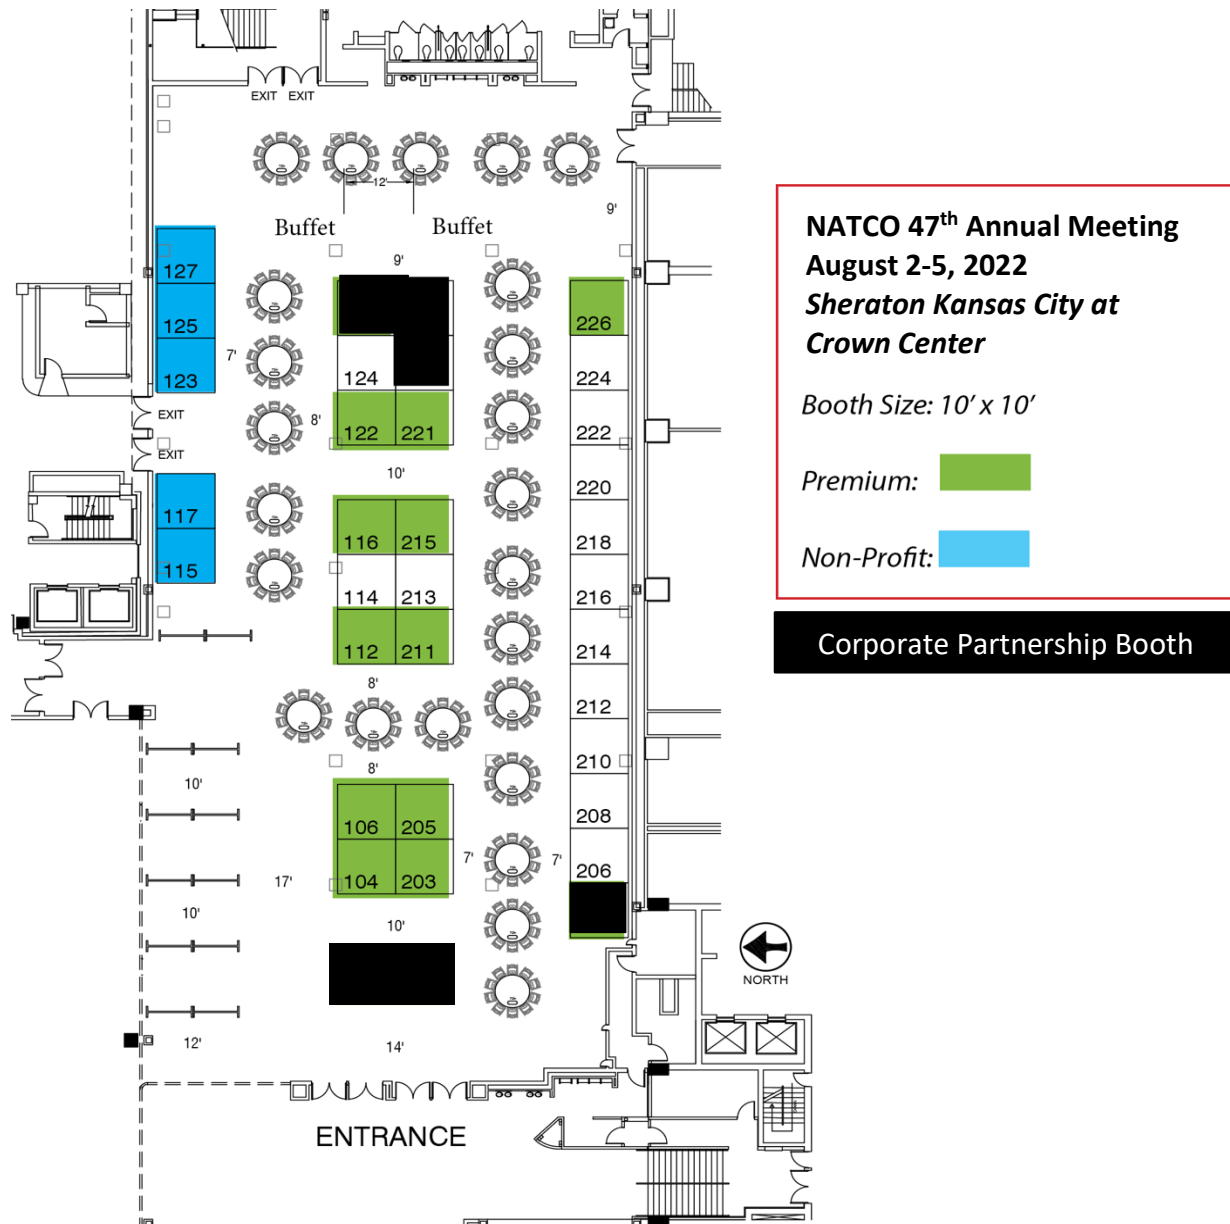 EXIT EXIT
12'
9'
Buffet
Buffet
9'
127
125
123
7'
EXIT
EXIT
117
115
226
124
224
8'
122 221
222
10'
220
116 215
218
114 213
216
112 211
214
8'
212
8'
210
10'
106 205
208
7'
7'
206
104 203
17'
10'
10'
12'
14'
ENTRANCE
NORTH
NATCO 47th Annual Meeting
August 2-5, 2022
Sheraton Kansas City at
Crown Center
Booth Size: 10' x 10'
Premium:
Non-Profit:
Corporate Partnership Booth